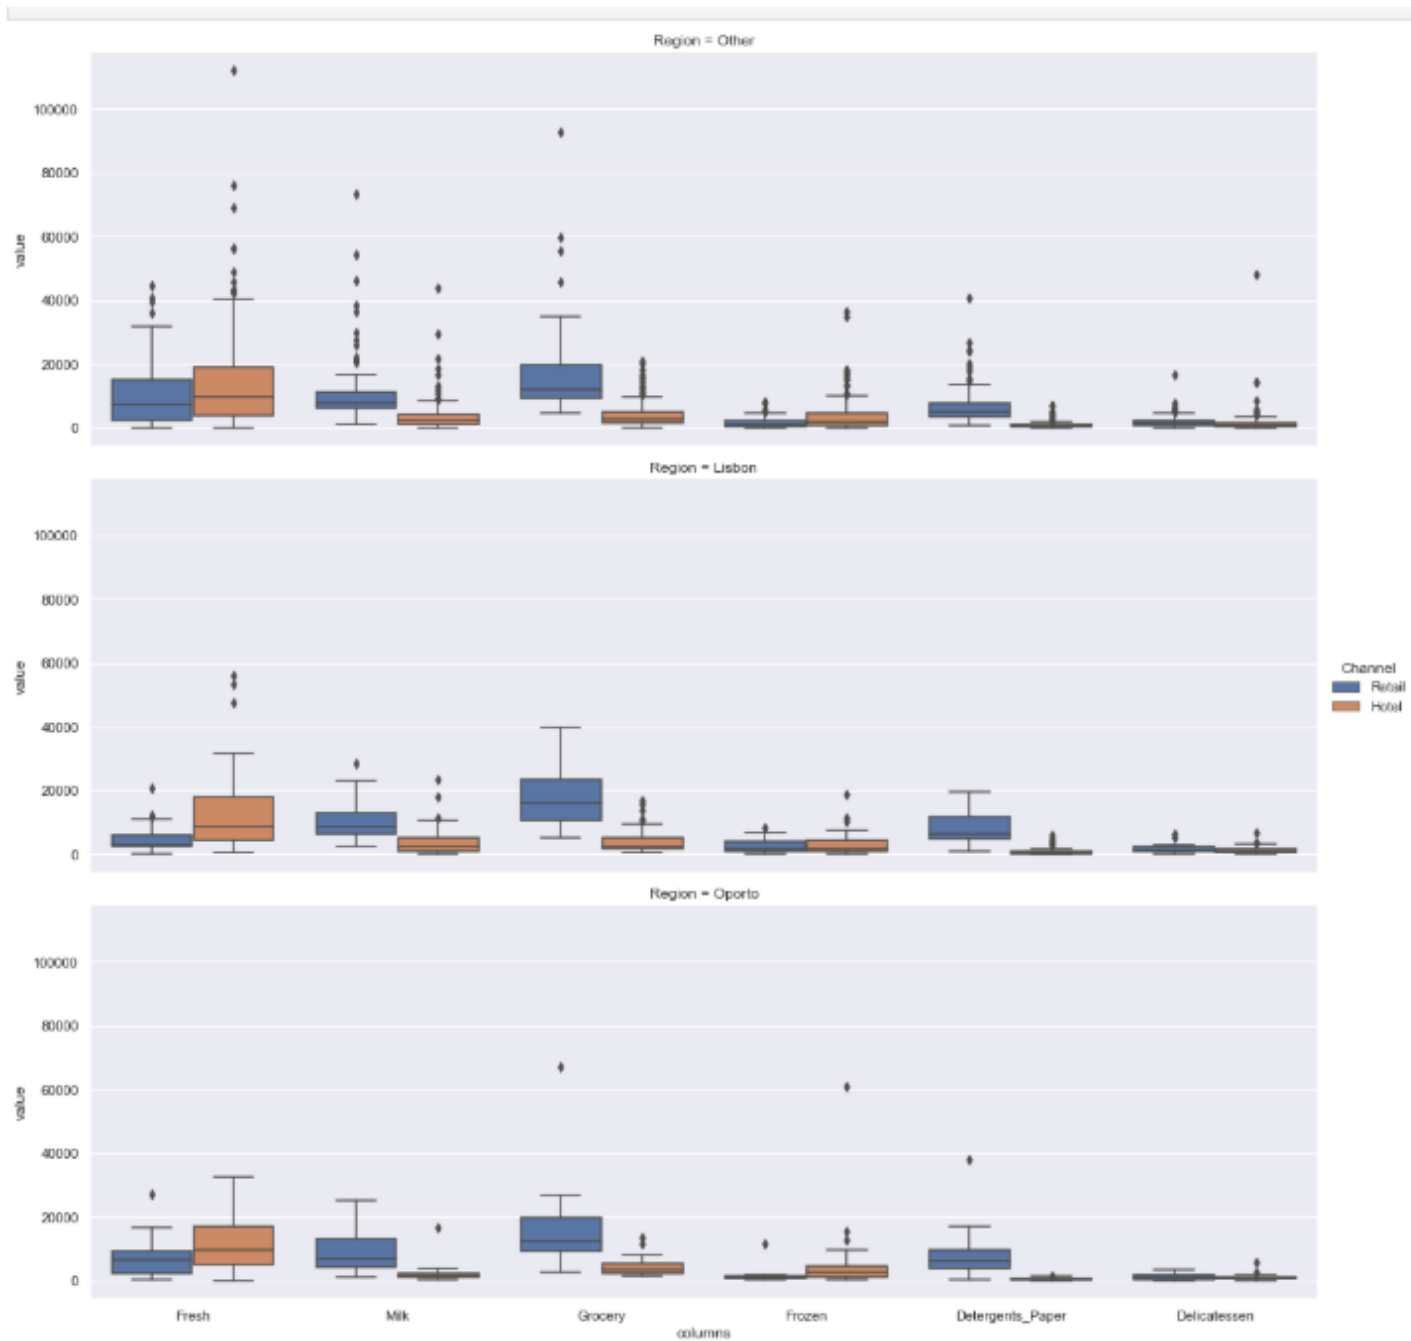 Region = Other
100000
80000
60000
40000
20000
0
value
Region = Lisbon
100000
80000
60000
40000
20000
0
value
Channel
Retail
Hotel
Region = Oporto
100000
80000
60000
40000
20000
0
value
Fresh Milk Grocery Frozen Detergents_Paper Delicatessen
columns